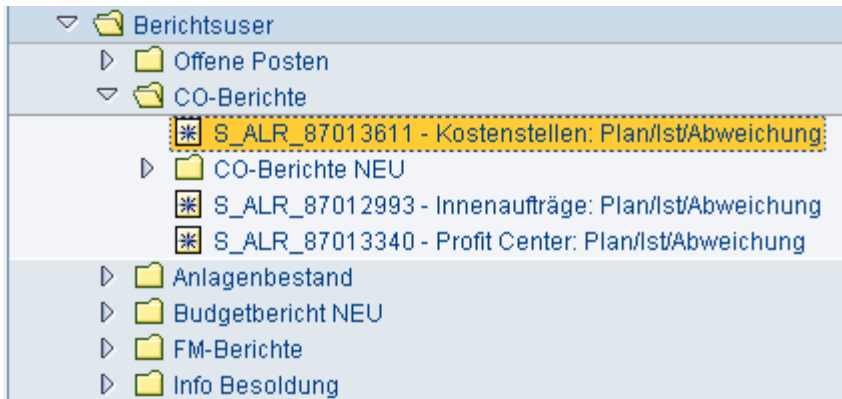 Berichtsuser
Offene Posten
CO-Berichte
S_ALR_87013611 - Kostenstellen: Plan/Ist/Abweichung
CO-Berichte NEU
S_ALR_87012993 - Innenaufträge: Plan/Ist/Abweichung
S_ALR_87013340 - Profit Center: Plan/Ist/Abweichung
Anlagenbestand
Budgetbericht NEU
FM-Berichte
Info Besoldung